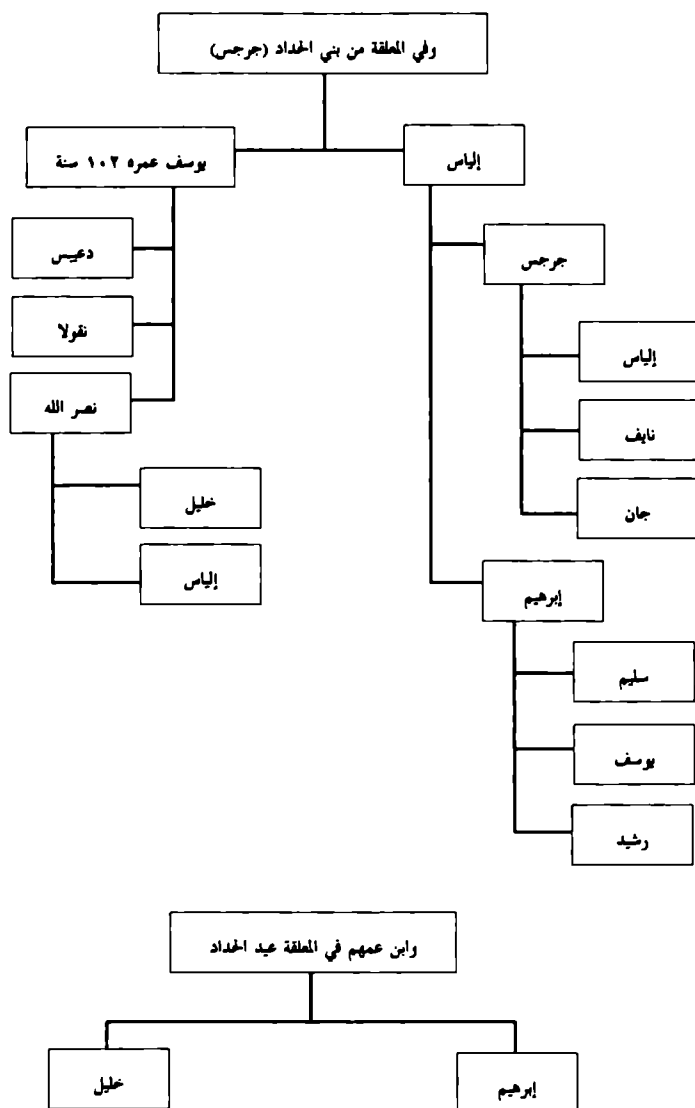 وفي المعلقة من بني الحداد (جرجس)
إلياس
يوسف عمره ١٠٢ سنة
جرجس
إلياس
نايف
جان
إبرهيم
سليم
يوسف
رشيد
دعيبس
نقولا
نصر الله
خليل
إلياس
وابن عمهم في المعلقة عيد الحداد
إبرهيم
خليل